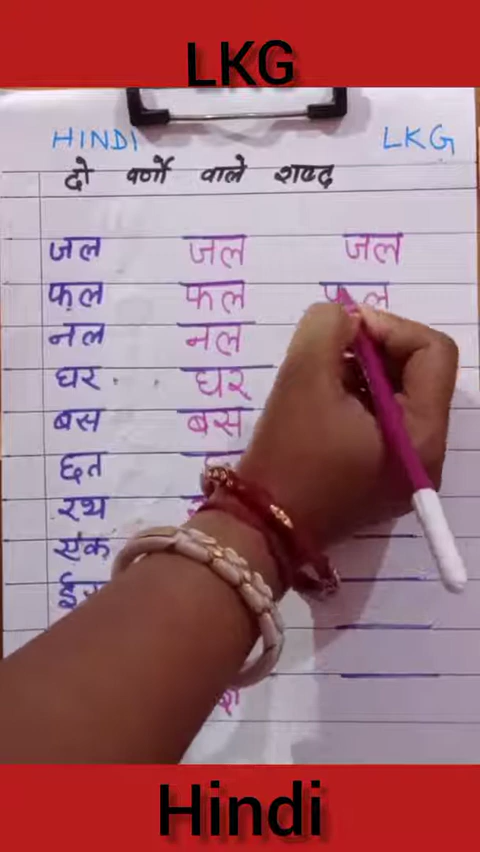 LKG
HINDI LKG
दो वर्णो वाले शब्द
जल जल जल
फल फल फल
नल नल
घर घर
बस बस
छत
रथ
एक
Hindi